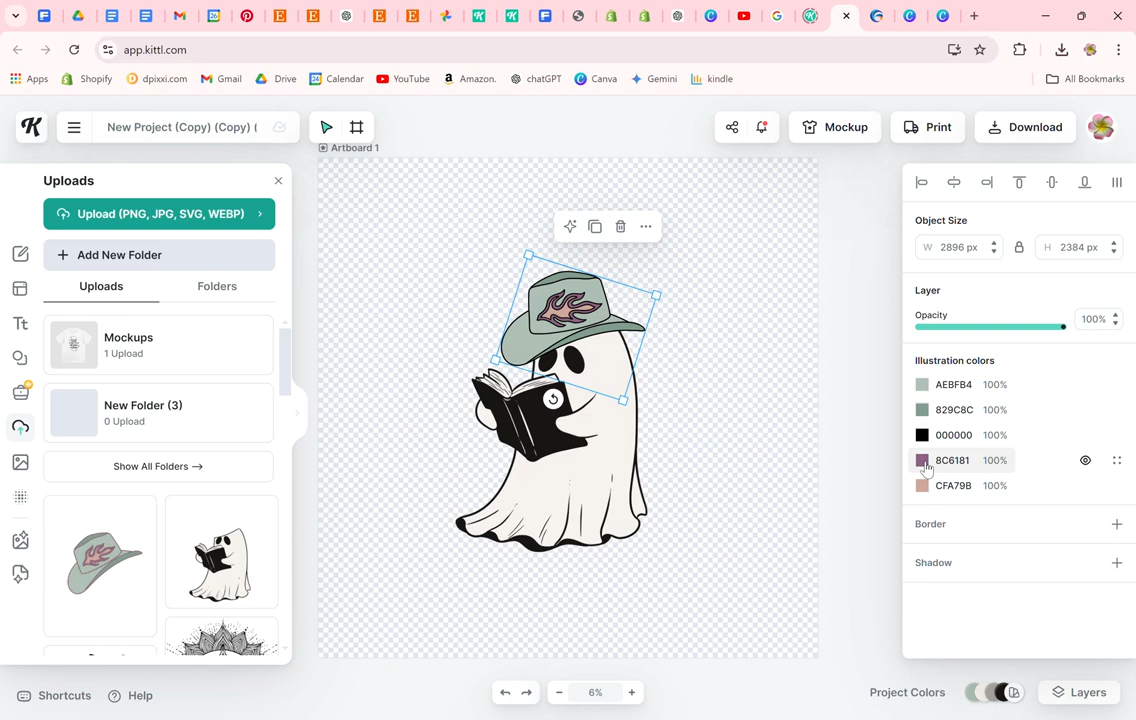 app.kittl.com
Apps
Shopify
dpixxi.com
Gmail
Drive
Calendar
YouTube
Amazon.
chatGPT
Canva
Gemini
kindle
All Bookmarks
New Project (Copy) (Copy) (
Mockup
Print
Download
Artboard 1
Uploads
Upload (PNG, JPG, SVG, WEBP)
Add New Folder
Uploads
Folders
Mockups
1 Upload
New Folder (3)
0 Upload
Show All Folders →
Object Size
W 2896 px
H 2384 px
Layer
Opacity
100%
Illustration colors
AEBFB4 100%
829C8C 100%
000000 100%
8C6181 100%
CFA79B 100%
Border
Shadow
Shortcuts
Help
6%
Project Colors
Layers